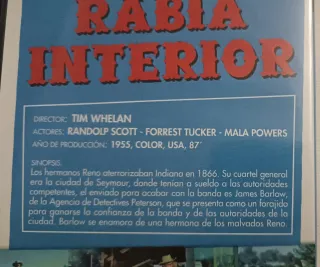 RABIA
INTERIOR
DIRECTOR: TIM WHELAN
ACTORES: RANDOLP SCOTT - FORREST TUCKER - MALA POWERS
AÑO DE PRODUCCIÓN: 1955, COLOR, USA, 87'
SINOPSIS:
Los hermanos Reno aterrorizaban Indiana en 1866. Su cuartel general
era la ciudad de Seymour, donde tenían a sueldo a las autoridades
competentes, el enviado para acabar con la banda es James Barlow,
de la Agencia de Detectives Peterson, que se presenta como un forajido
para ganarse la confianza de la banda y de las autoridades de la
ciudad. Barlow se enamora de una hermana de los malvados Reno.